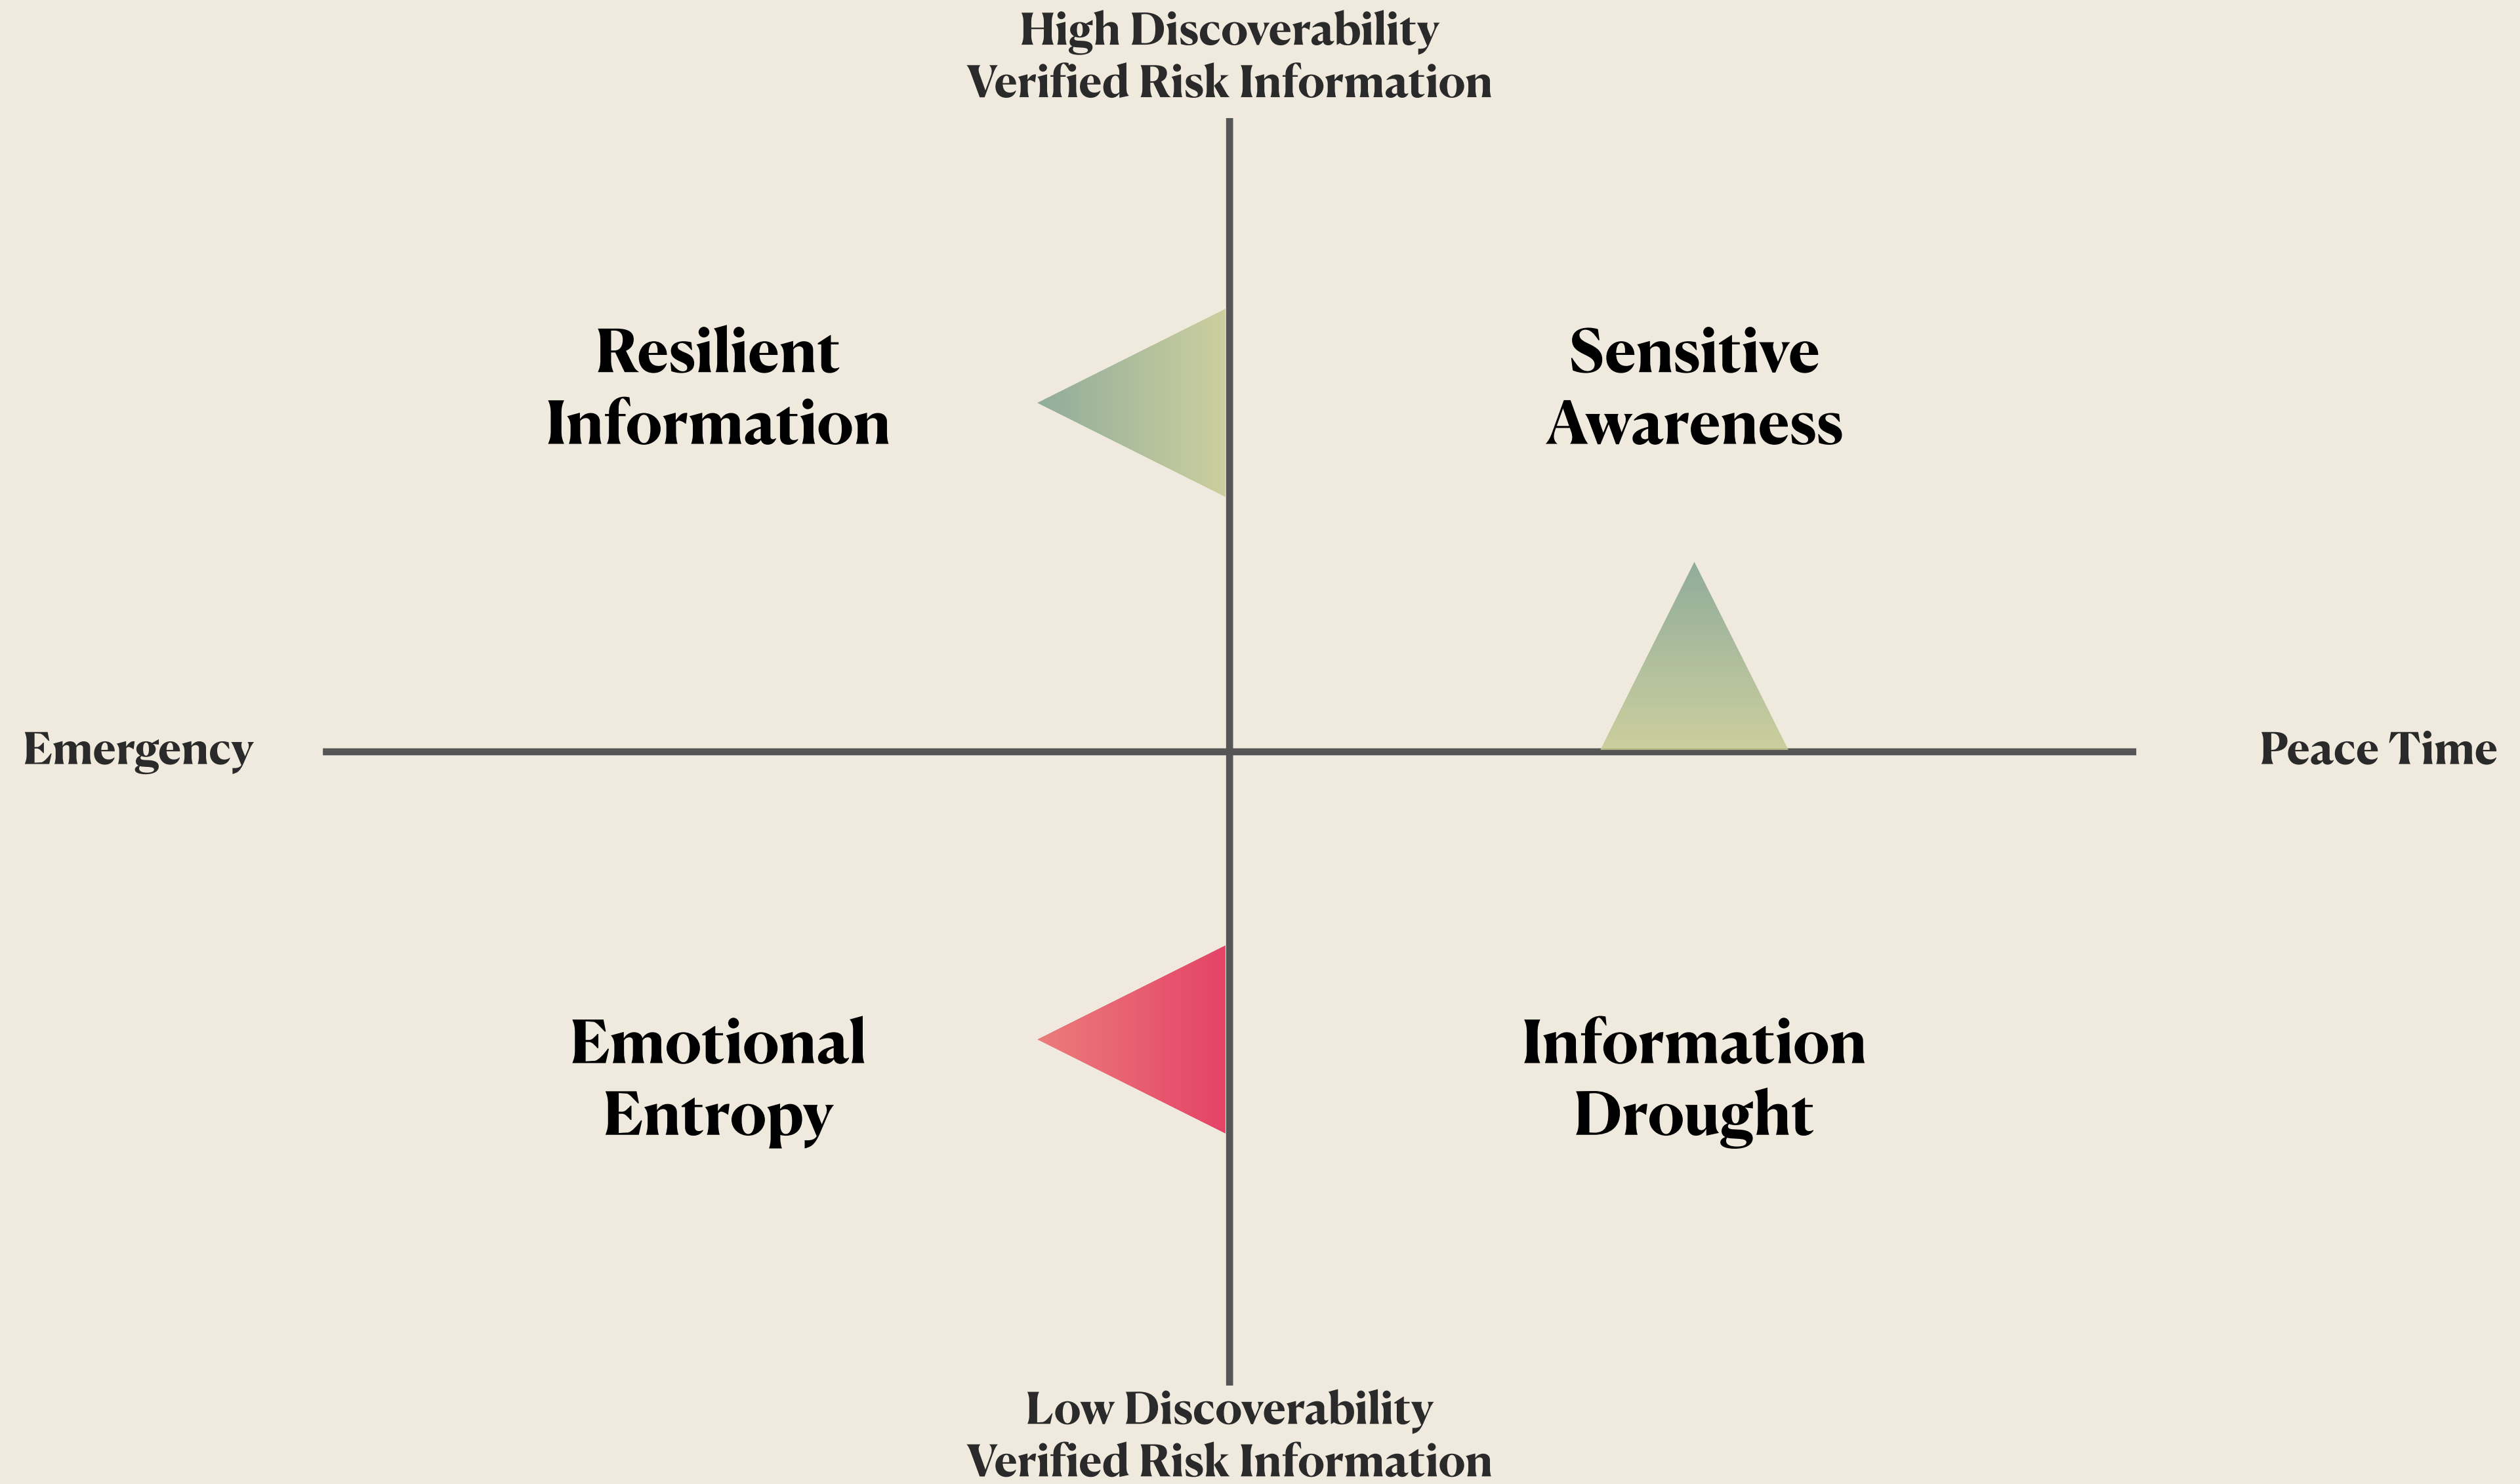 High Discoverability
Verified Risk Information
Resilient
Information
Sensitive
Awareness
Emergency
Peace Time
Emotional
Entropy
Information
Drought
Low Discoverability
Verified Risk Information